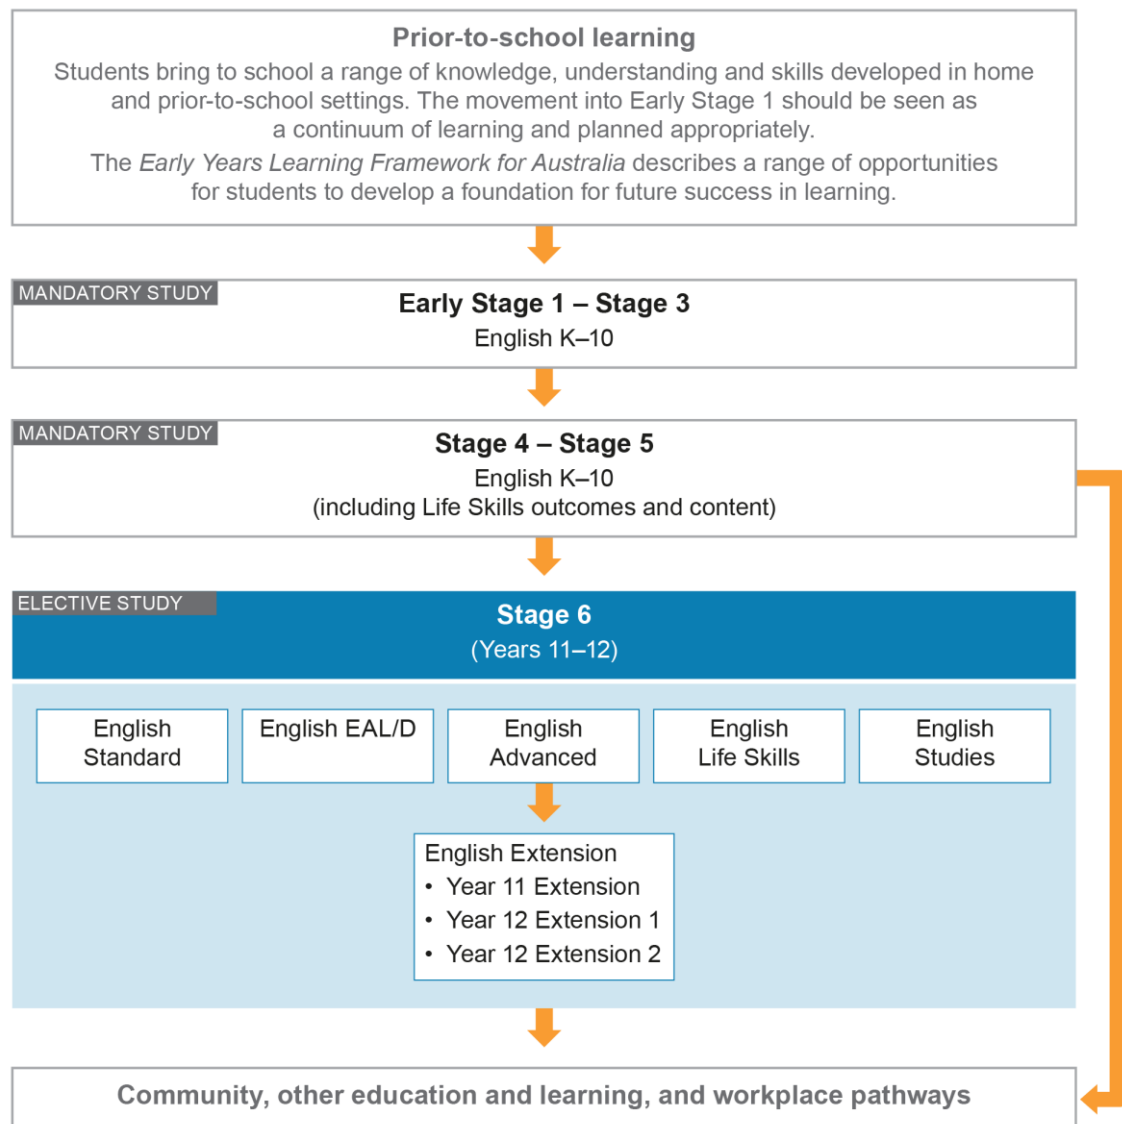 Prior-to-school learning
Students bring to school a range of knowledge, understanding and skills developed in home
and prior-to-school settings. The movement into Early Stage 1 should be seen as
a continuum of learning and planned appropriately.
The Early Years Learning Framework for Australia describes a range of opportunities
for students to develop a foundation for future success in learning.
MANDATORY STUDY
Early Stage 1 – Stage 3
English K–10
MANDATORY STUDY
Stage 4 – Stage 5
English K–10
(including Life Skills outcomes and content)
ELECTIVE STUDY
Stage 6
(Years 11–12)
English
Standard
English EAL/D
English
Advanced
English
Life Skills
English
Studies
English Extension
• Year 11 Extension
• Year 12 Extension 1
• Year 12 Extension 2
Community, other education and learning, and workplace pathways